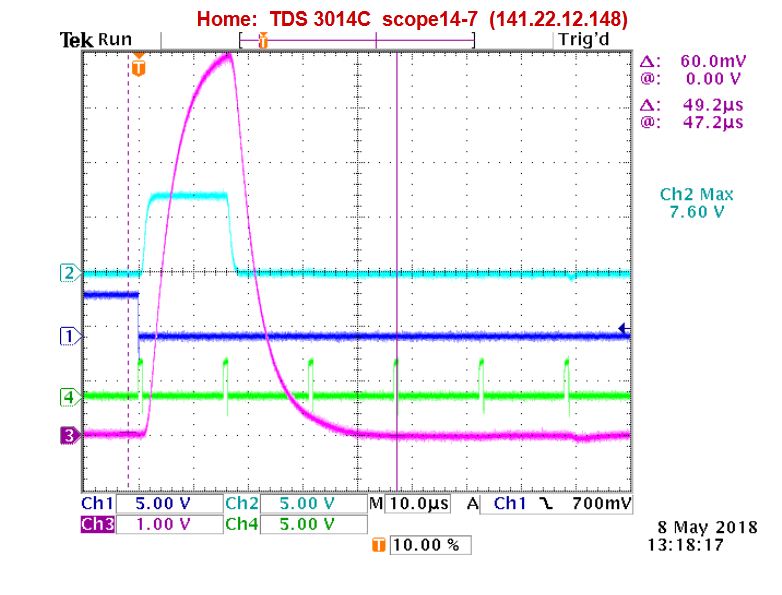 Home: TDS 3014C scope14-7 (141.22.12.148)
Tek Run Trig'd
T
T
Δ: 60.0mV
@: 0.00 V
Δ: 49.2µs
@: 47.2µs
Ch2 Max
7.60 V
2
1
4
3
Ch1 5.00 V Ch2 5.00 V M 10.0µs A Ch1 700mV
Ch3 1.00 V Ch4 5.00 V
T 10.00 %
8 May 2018
13:18:17